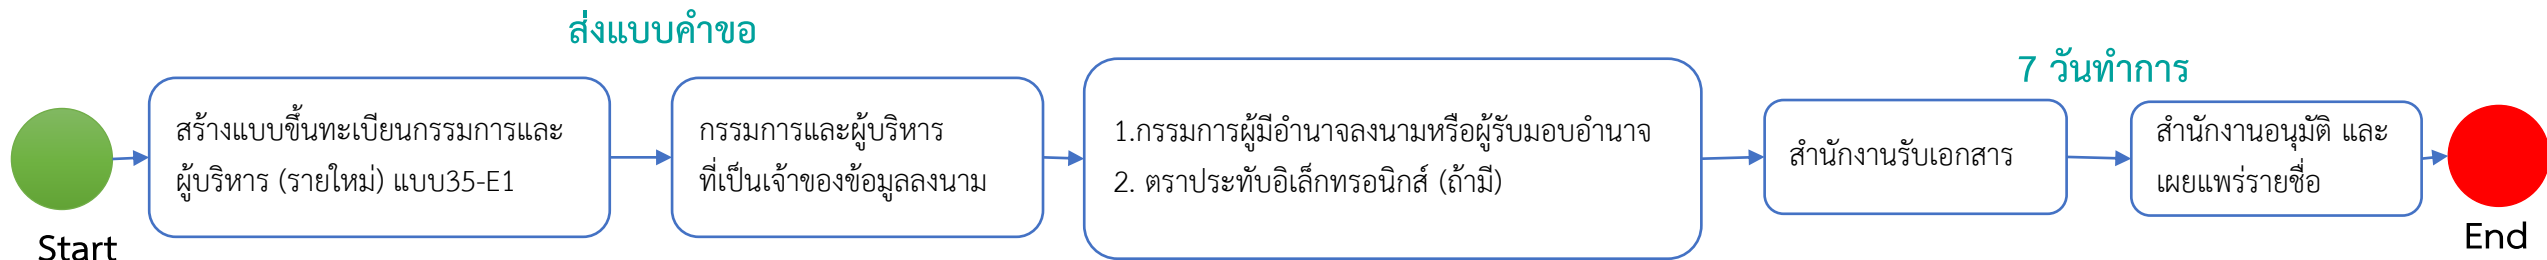 ส่งแบบคำขอ
7 วันทำการ
สร้างแบบขึ้นทะเบียนกรรมการและ
ผู้บริหาร (รายใหม่) แบบ35-E1
กรรมการและผู้บริหาร
ที่เป็นเจ้าของข้อมูลลงนาม
1.กรรมการผู้มีอำนาจลงนามหรือผู้รับมอบอำนาจ
2. ตราประทับอิเล็กทรอนิกส์ (ถ้ามี)
สำนักงานรับเอกสาร
สำนักงานอนุมัติ และ
เผยแพร่รายชื่อ
Start
End